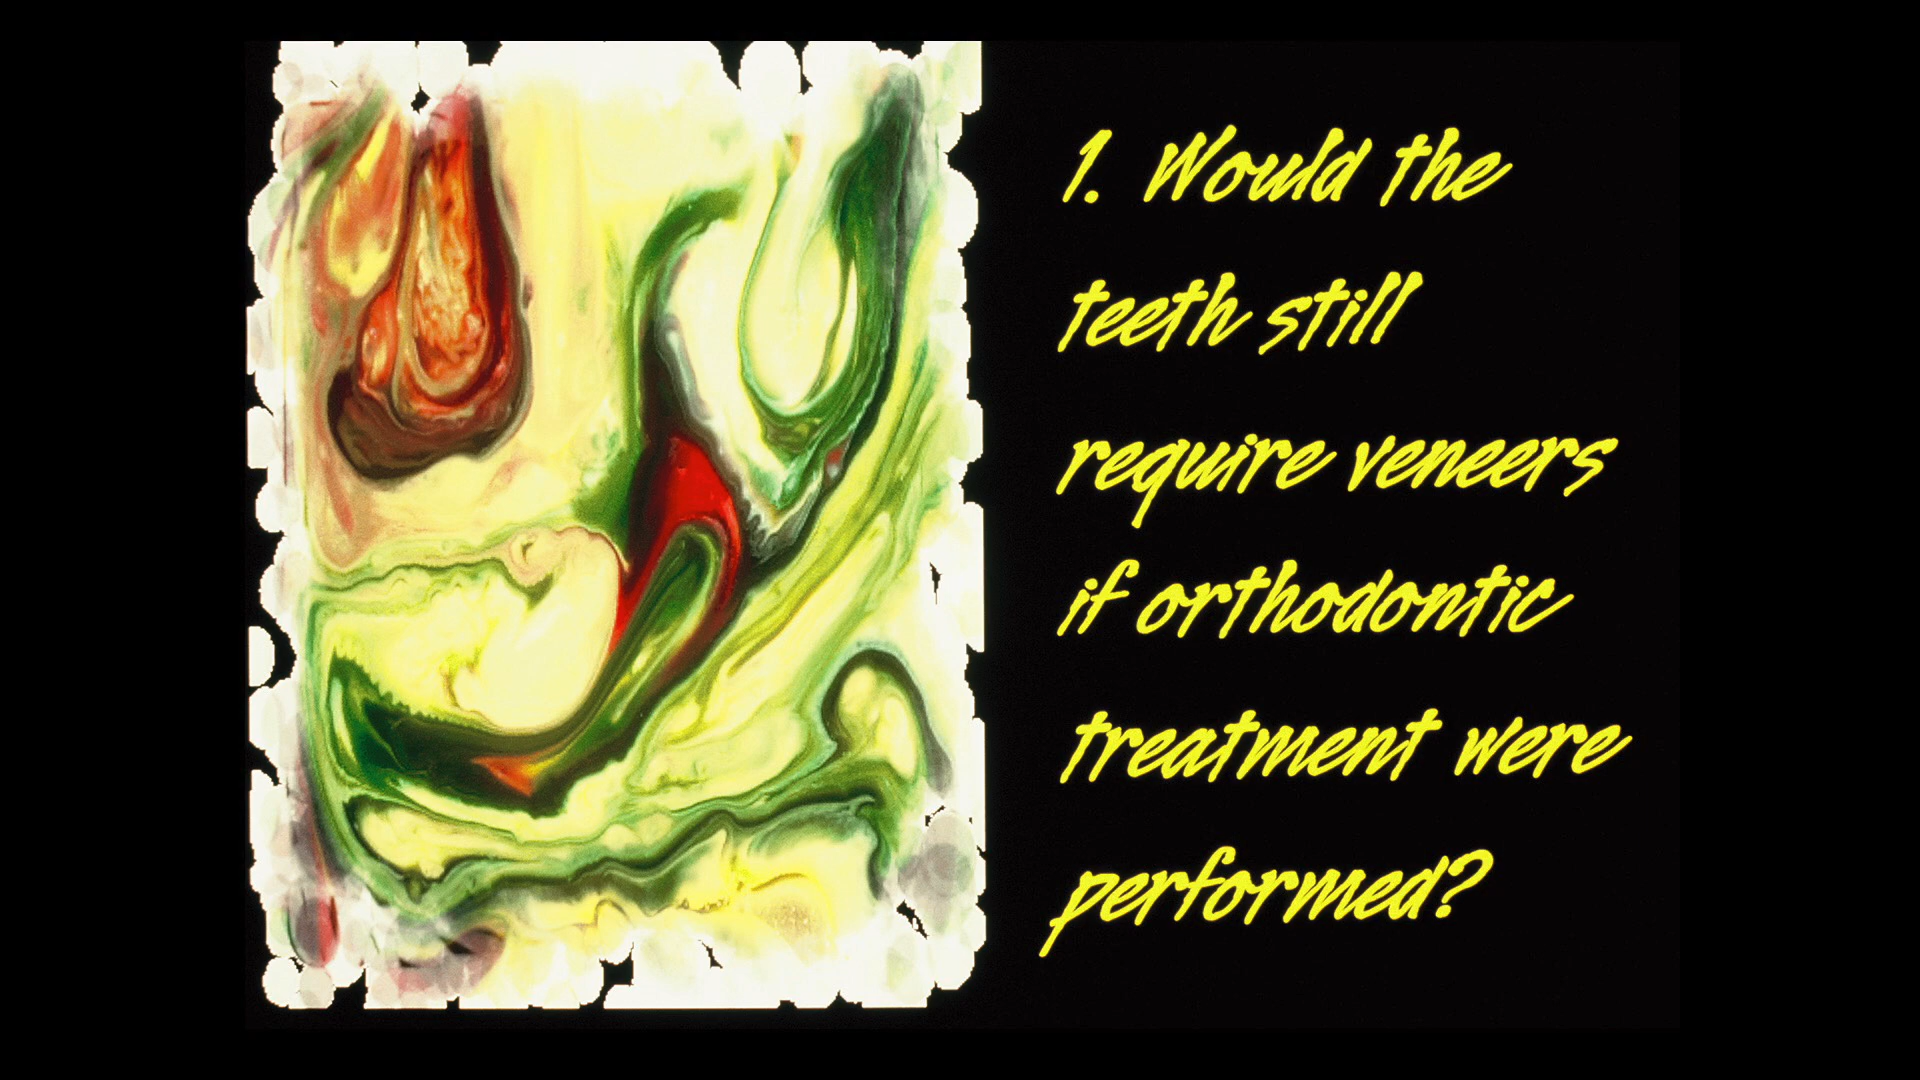 1. Would the
teeth still
require veneers
if orthodontic
treatment were
performed?